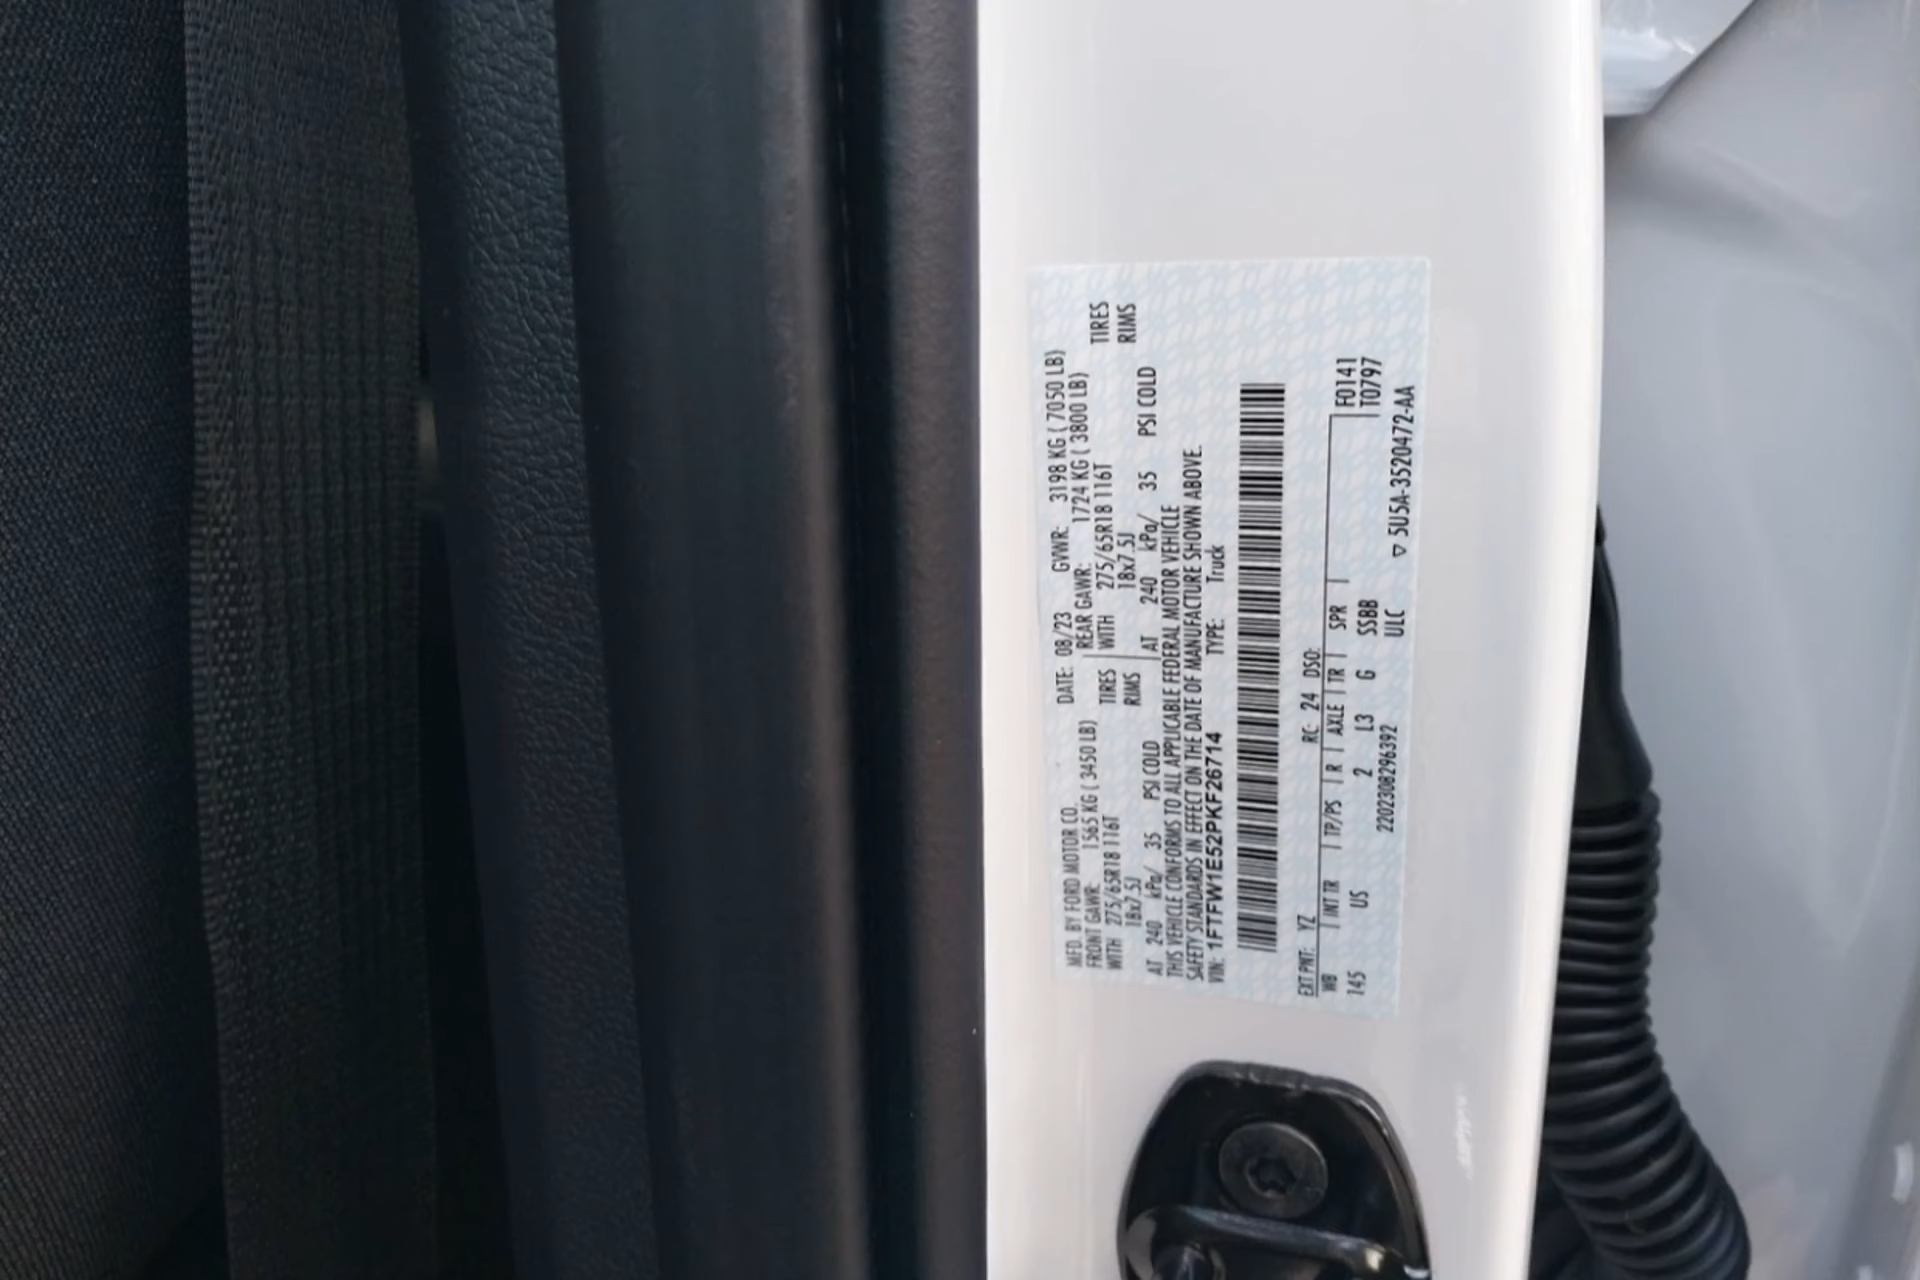 MFD. BY FORD MOTOR CO. DATE: 08/23 GVWR: 3198 KG ( 7050 LB)
FRONT GAWR: 1565 KG ( 3450 LB) REAR GAWR: 1724 KG ( 3800 LB)
WITH 275/65R18 116T TIRES WITH 275/65R18 116T TIRES
18x7.5J RIMS 18x7.5J RIMS
AT 240 kPa/ 35 PSI COLD AT 240 kPa/ 35 PSI COLD
THIS VEHICLE CONFORMS TO ALL APPLICABLE FEDERAL MOTOR VEHICLE
SAFETY STANDARDS IN EFFECT ON THE DATE OF MANUFACTURE SHOWN ABOVE.
VIN: 1FTFW1E52PKF26714 TYPE: Truck
EXT PNT: YZ RC: 24 DSO:
WB INT TR TP/PS R AXLE TR SPR F0141
145 US 2 L3 G SSBB T0797
2202308296392 ULC ▽ 5U5A-3520472-AA